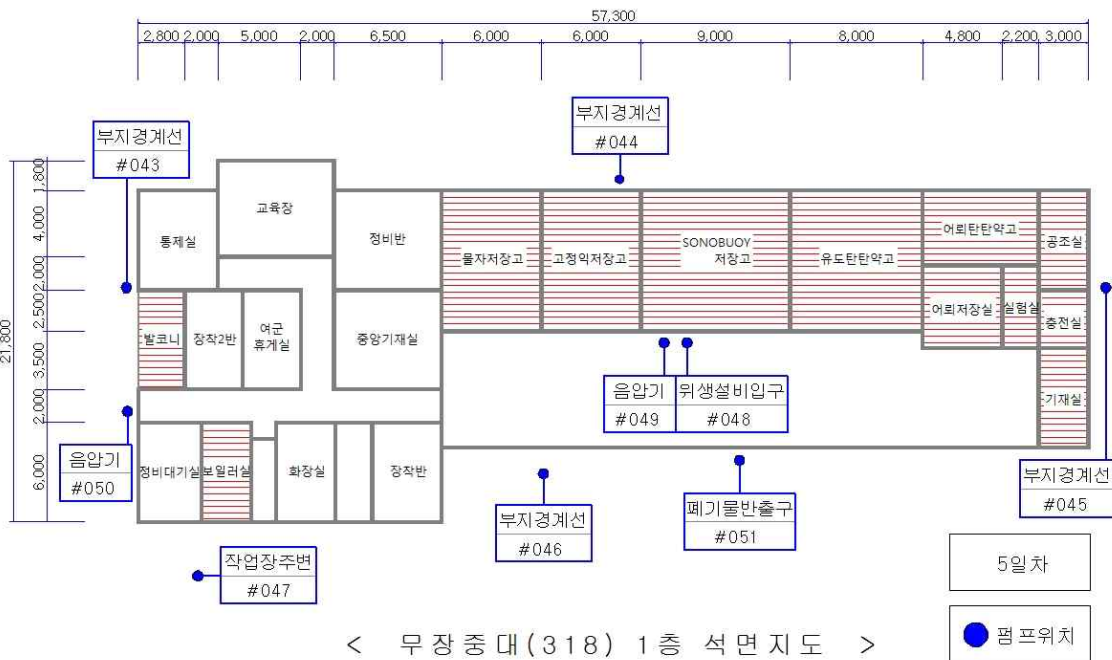 57,300
2,800 2,000 5,000 2,000 6,500 6,000 6,000 9,000 8,000 4,800 2,200 3,000
부지경계선
#044
부지경계선
#043
21,800
1,800
4,000
2,000
2,500
3,500
2,000
6,000
교육장
통제실
정비반
물자저장고
고정익저장고
SONOBUOY
저장고
유도탄탄약고
어뢰탄탄약고
공조실
발코니
장착2반
여군
휴게실
중앙기재실
어뢰저장실
실험실
충전실
기재실
음압기
#049
위생설비입구
#048
음압기
#050
정비대기실
보일러실
화장실
장착반
부지경계선
#045
부지경계선
#046
폐기물반출구
#051
작업장주변
#047
5일차
펌프위치
< 무장중대(318) 1층 석면지도 >